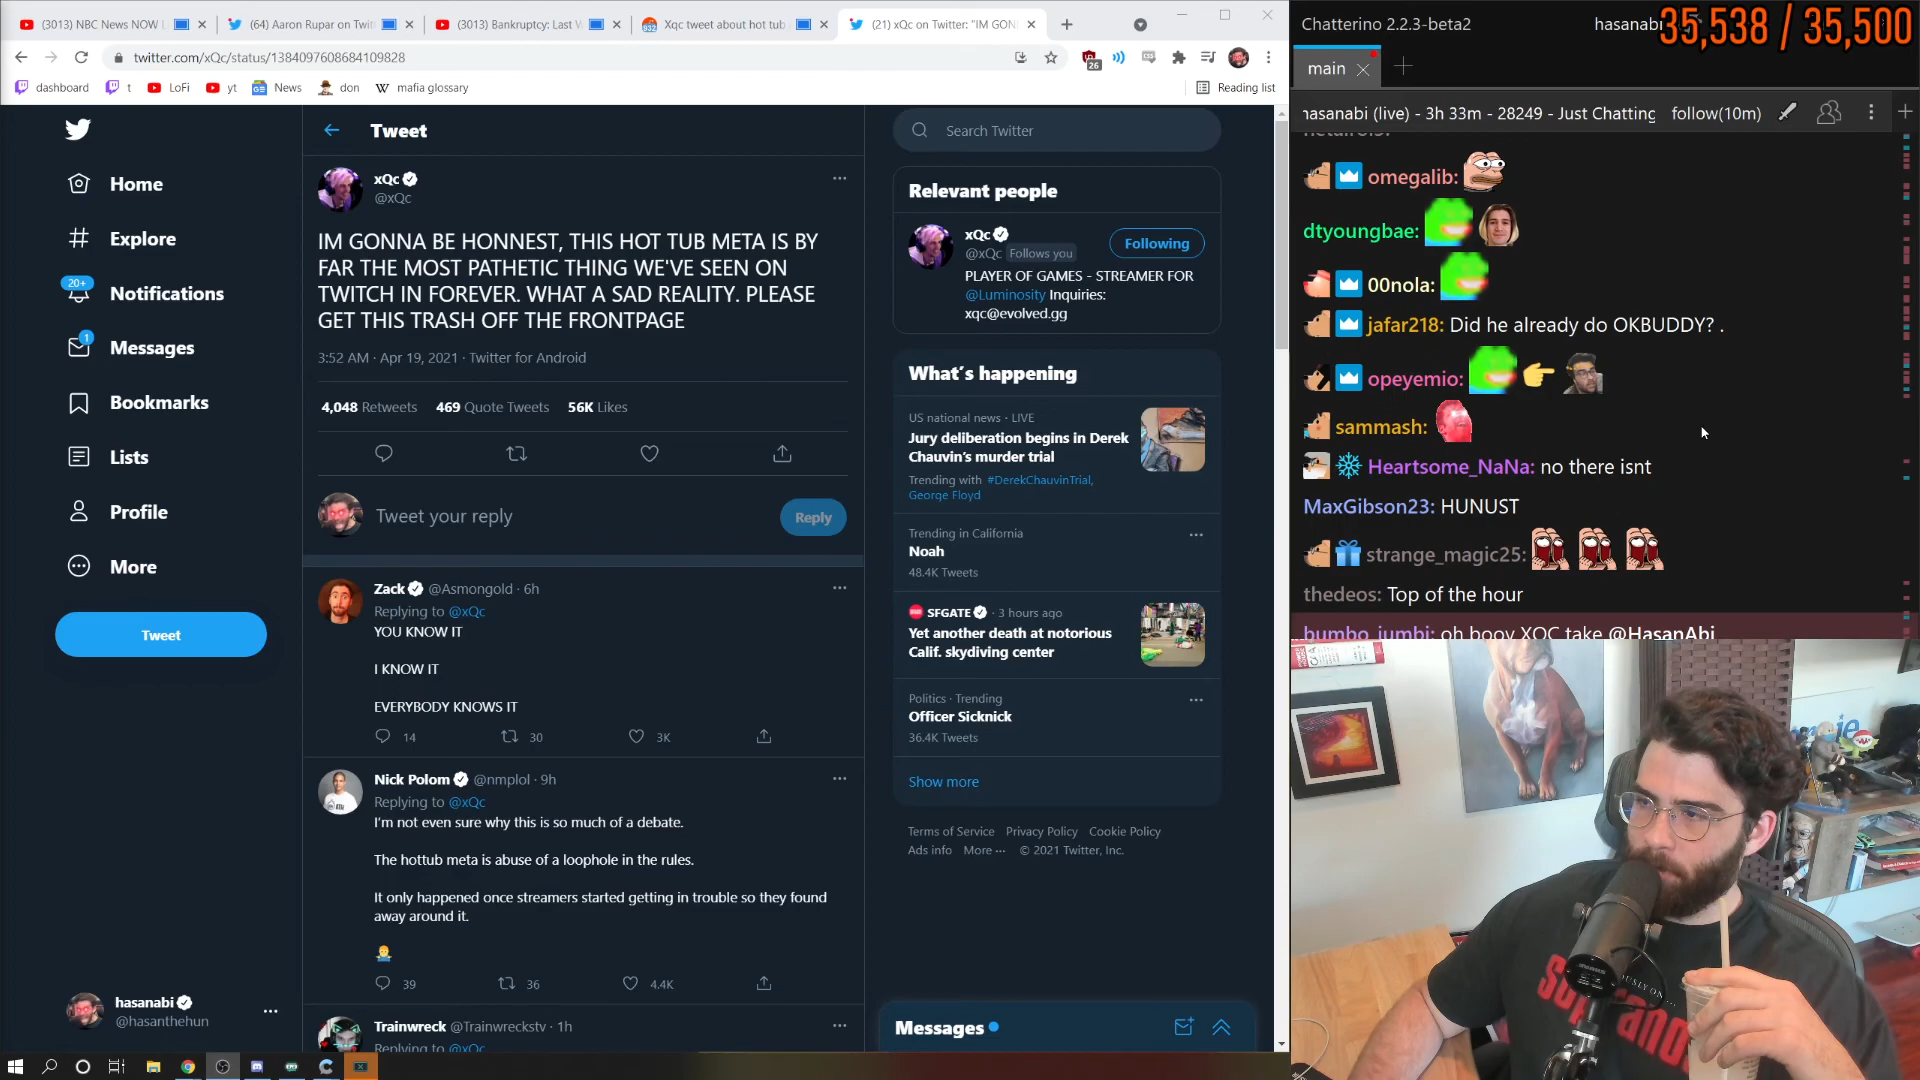 (3013) NBC News NOW
(64) Aaron Rupar on Twit
(3013) Bankruptcy: Last W
Xqc tweet about hot tub
(21) xQc on Twitter: "IM GON
twitter.com/xQc/status/1384097608684109828
26
dashboard
t
LoFi
yt
News
don
mafia glossary
Reading list
Home
Explore
20+
Notifications
1
Messages
Bookmarks
Lists
Profile
More
Tweet
hasanabi
@hasanthehun
Tweet
xQc
@xQc
IM GONNA BE HONNEST, THIS HOT TUB META IS BY
FAR THE MOST PATHETIC THING WE'VE SEEN ON
TWITCH IN FOREVER. WHAT A SAD REALITY. PLEASE
GET THIS TRASH OFF THE FRONTPAGE
3:52 AM · Apr 19, 2021 · Twitter for Android
4,048 Retweets 469 Quote Tweets 56K Likes
Tweet your reply
Reply
Zack @Asmongold · 6h
Replying to @xQc
YOU KNOW IT
I KNOW IT
EVERYBODY KNOWS IT
14 30 3K
Nick Polom @nmplol · 9h
Replying to @xQc
I'm not even sure why this is so much of a debate.
The hottub meta is abuse of a loophole in the rules.
It only happened once streamers started getting in trouble so they found
away around it.
39 36 4.4K
Trainwreck @Trainwreckstv · 1h
Replying to @xQc
Search Twitter
Relevant people
xQc
@xQc Follows you
Following
PLAYER OF GAMES - STREAMER FOR
@Luminosity Inquiries:
xqc@evolved.gg
What's happening
US national news · LIVE
Jury deliberation begins in Derek
Chauvin's murder trial
Trending with #DerekChauvinTrial,
George Floyd
Trending in California
Noah
48.4K Tweets
SFGATE · 3 hours ago
Yet another death at notorious
Calif. skydiving center
Politics · Trending
Officer Sicknick
36.4K Tweets
Show more
Terms of Service Privacy Policy Cookie Policy
Ads info More ··· © 2021 Twitter, Inc.
Messages
Chatterino 2.2.3-beta2
hasanabi
35,538 / 35,500
main
hasanabi (live) - 3h 33m - 28249 - Just Chatting
follow(10m)
omegalib:
dtyoungbae:
00nola:
jafar218: Did he already do OKBUDDY? .
opeyemio:
sammash:
Heartsome_NaNa: no there isnt
MaxGibson23: HUNUST
strange_magic25:
thedeos: Top of the hour
bumbo_jumbi: oh booy XQC take @HasanAbi